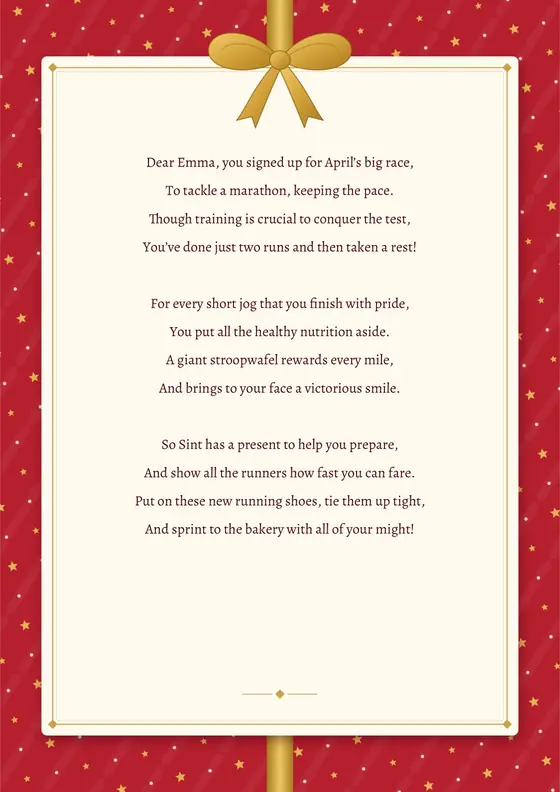 Dear Emma, you signed up for April's big race,
To tackle a marathon, keeping the pace.
Though training is crucial to conquer the test,
You've done just two runs and then taken a rest!
For every short jog that you finish with pride,
You put all the healthy nutrition aside.
A giant stroopwafel rewards every mile,
And brings to your face a victorious smile.
So Sint has a present to help you prepare,
And show all the runners how fast you can fare.
Put on these new running shoes, tie them up tight,
And sprint to the bakery with all of your might!